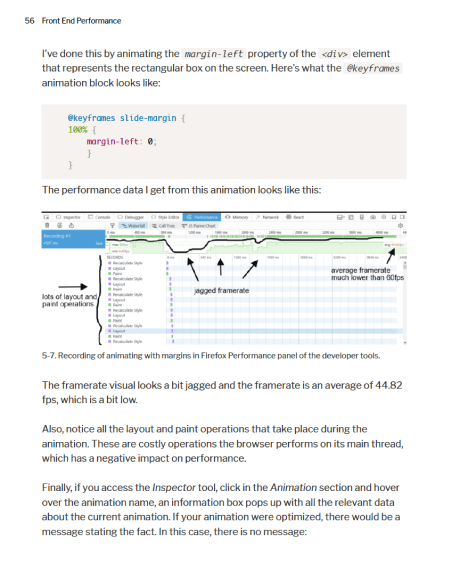 56 Front End Performance
I've done this by animating the margin-left property of the <div> element
that represents the rectangular box on the screen. Here's what the @keyframes
animation block looks like:
@keyframes slide-margin {
100% {
margin-left: 0;
}
}
The performance data I get from this animation looks like this:
Inspector Console Debugger Style Editor Performance Memory Network
Waterfall Call Tree
Recording #1
lots of layout and
paint operations
Recalculate Style
Layout
Paint
jagged framerate
average framerate
much lower than 60fps
5-7. Recording of animating with margins in Firefox Performance panel of the developer tools.
The framerate visual looks a bit jagged and the framerate is an average of 44.82
fps, which is a bit low.
Also, notice all the layout and paint operations that take place during the
animation. These are costly operations the browser performs on its main thread,
which has a negative impact on performance.
Finally, if you access the Inspector tool, click in the Animation section and hover
over the animation name, an information box pops up with all the relevant data
about the current animation. If your animation were optimized, there would be a
message stating the fact. In this case, there is no message: